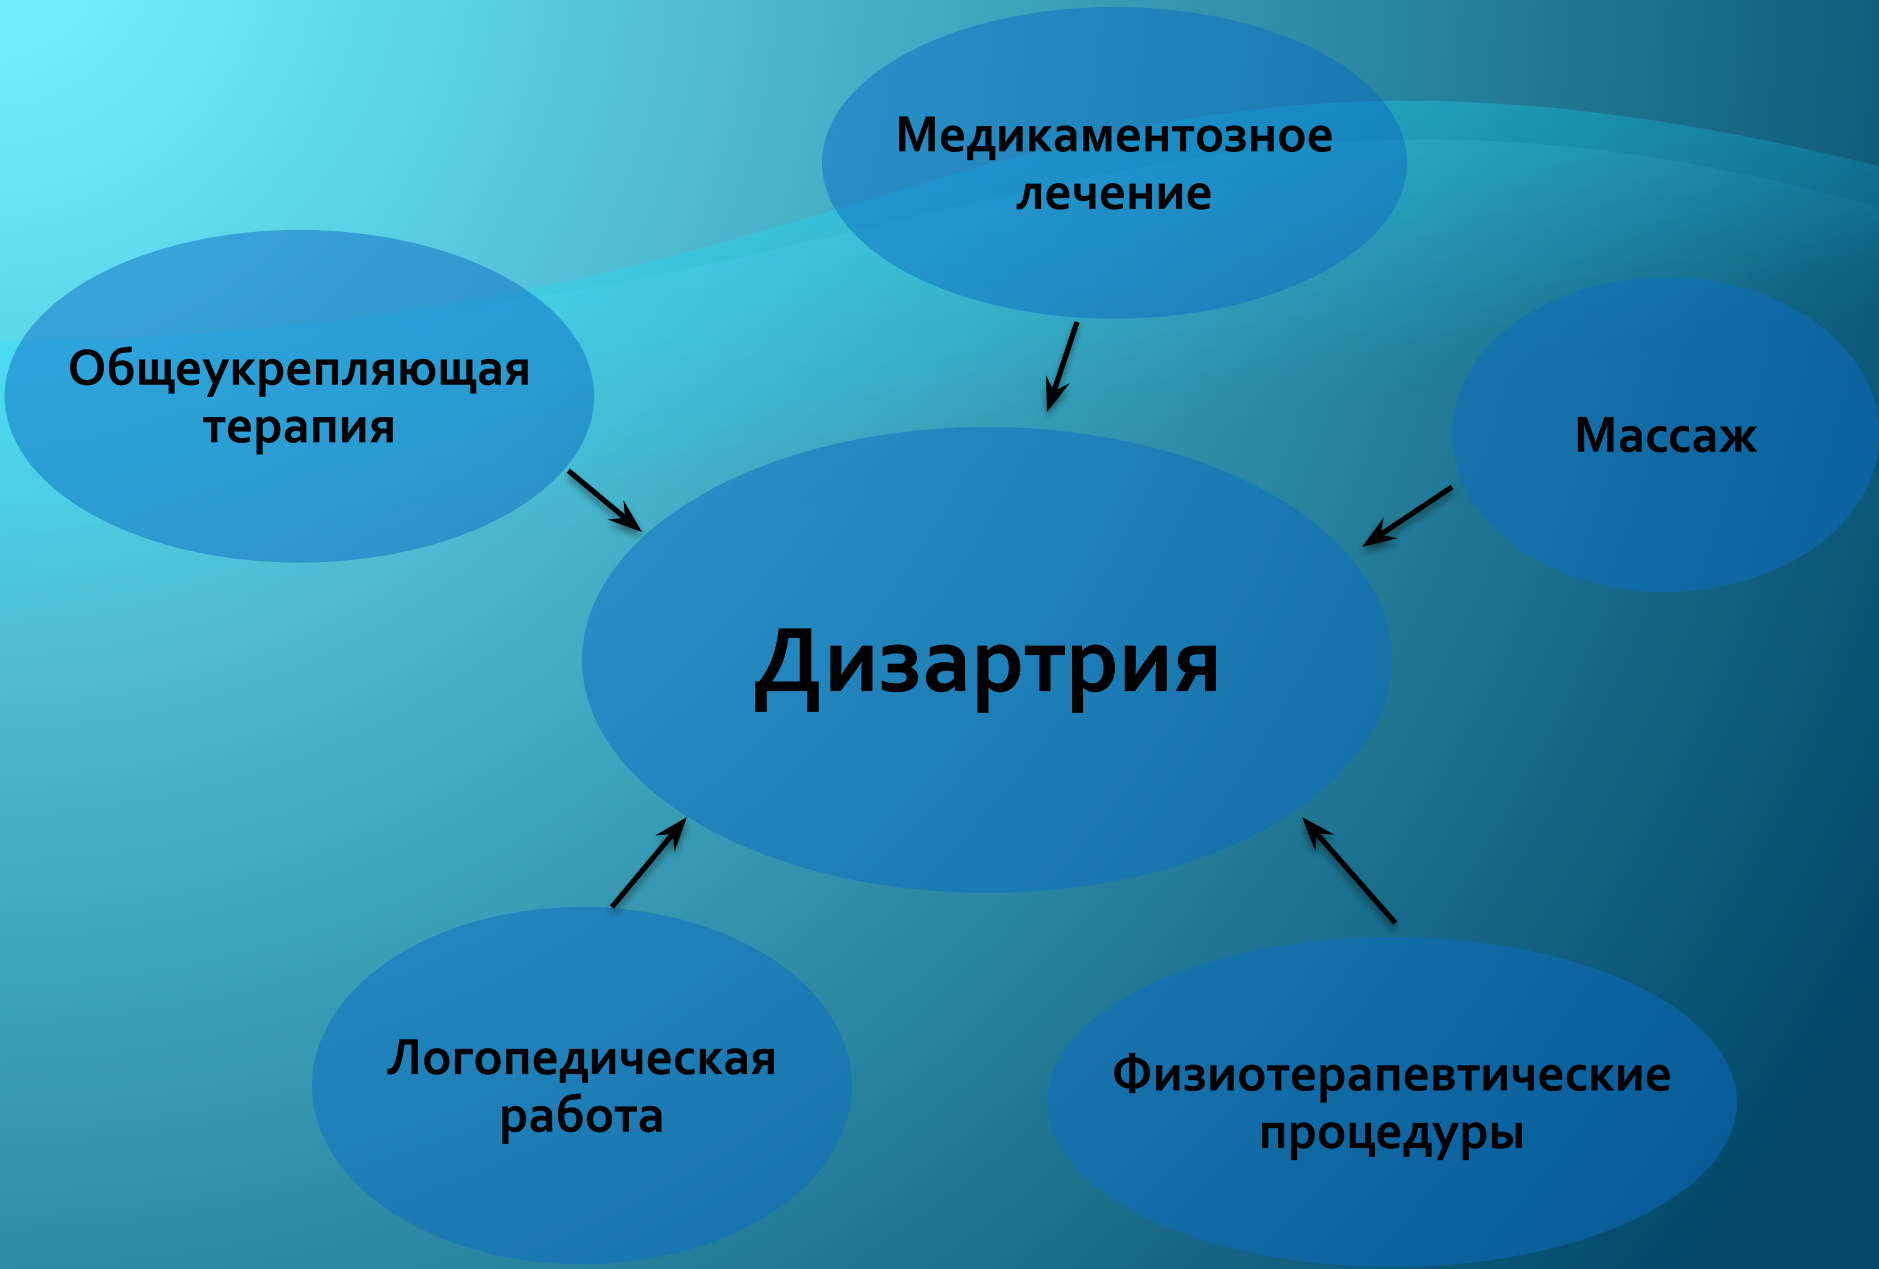 Медикаментозное
лечение
Общеукрепляющая
терапия
Массаж
Дизартрия
Логопедическая
работа
Физиотерапевтические
процедуры